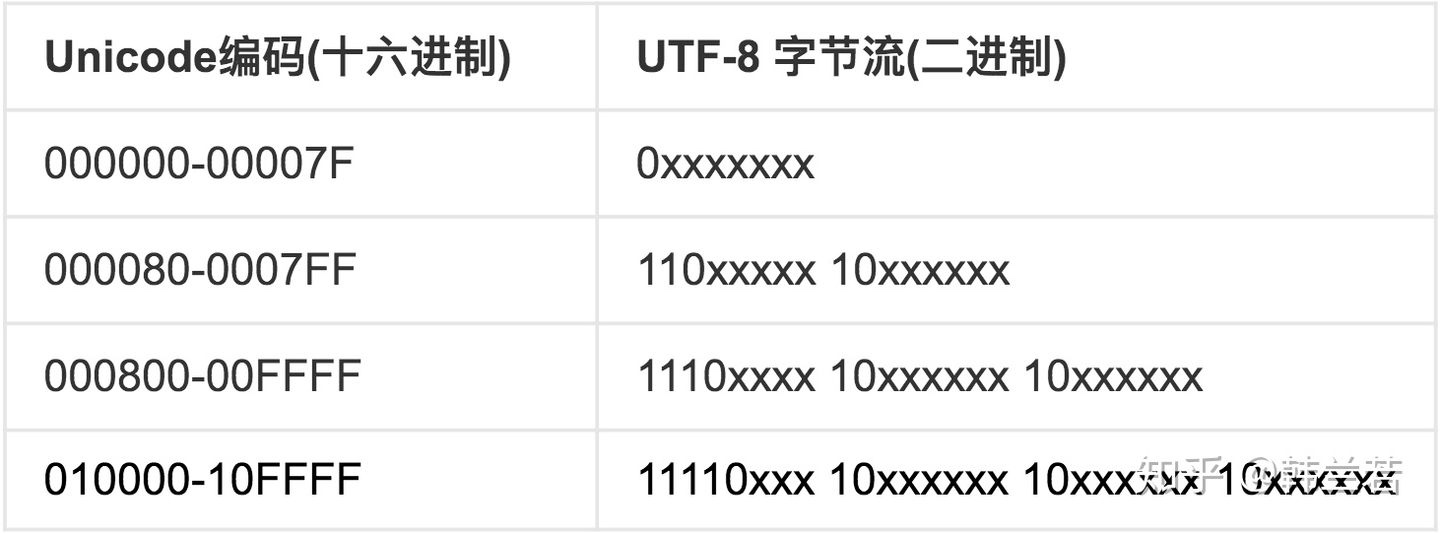 Unicode编码(十六进制) UTF-8 字节流(二进制)
000000-00007F 0xxxxxxx
000080-0007FF 110xxxxx 10xxxxxx
000800-00FFFF 1110xxxx 10xxxxxx 10xxxxxx
010000-10FFFF 11110xxx 10xxxxxx 10xxxxxx 10xxxxxx
知乎 @韩兰若